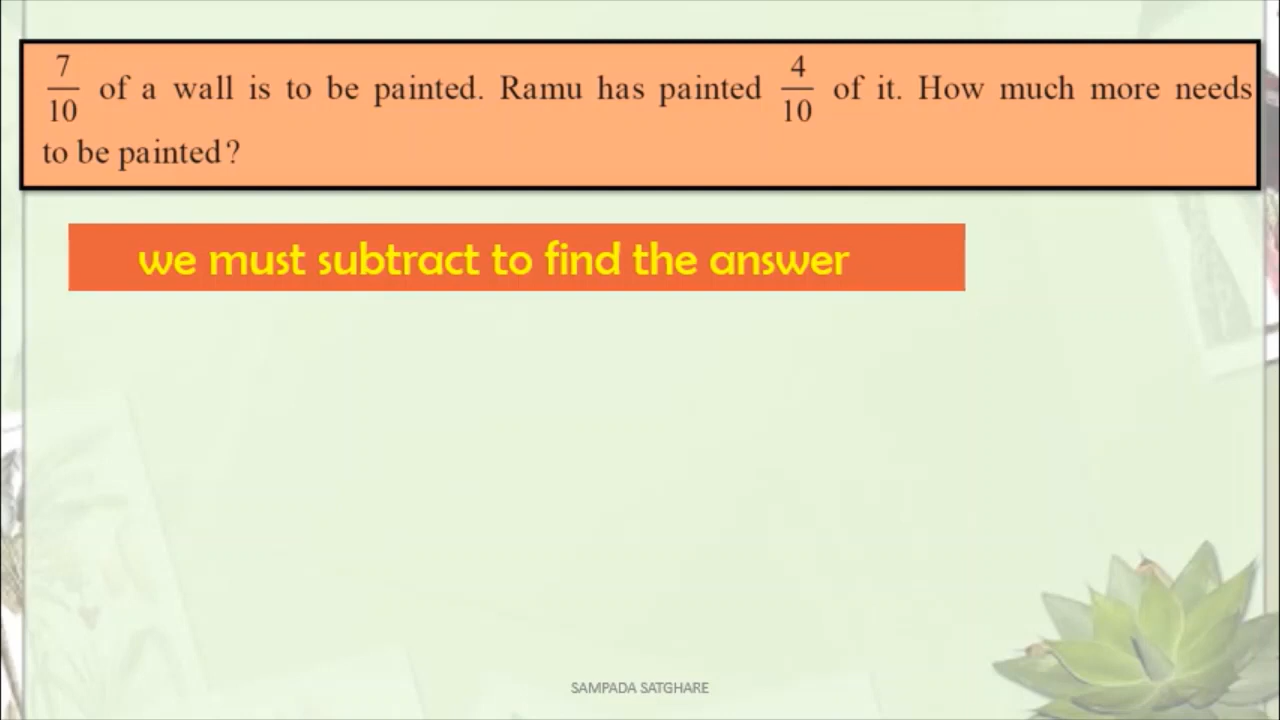 7/10 of a wall is to be painted. Ramu has painted 4/10 of it. How much more needs
to be painted?
we must subtract to find the answer
SAMPADA SATGHARE